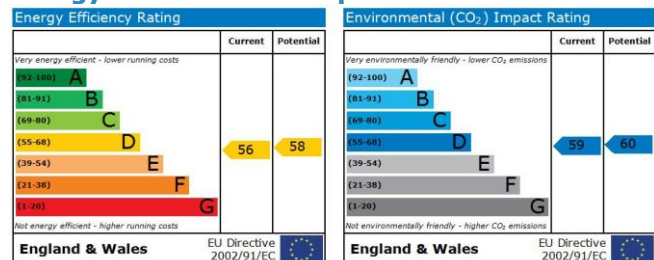 Energy Efficiency Rating
Current Potential
Very energy efficient - lower running costs
(92-100) A
(81-91) B
(69-80) C
(55-68) D
(39-54) E
(21-38) F
(1-20) G
56 58
Not energy efficient - higher running costs
England & Wales
EU Directive
2002/91/EC
Environmental (CO₂) Impact Rating
Current Potential
Very environmentally friendly - lower CO₂ emissions
(92-100) A
(81-91) B
(69-80) C
(55-68) D
(39-54) E
(21-38) F
(1-20) G
59 60
Not environmentally friendly - higher CO₂ emissions
England & Wales
EU Directive
2002/91/EC